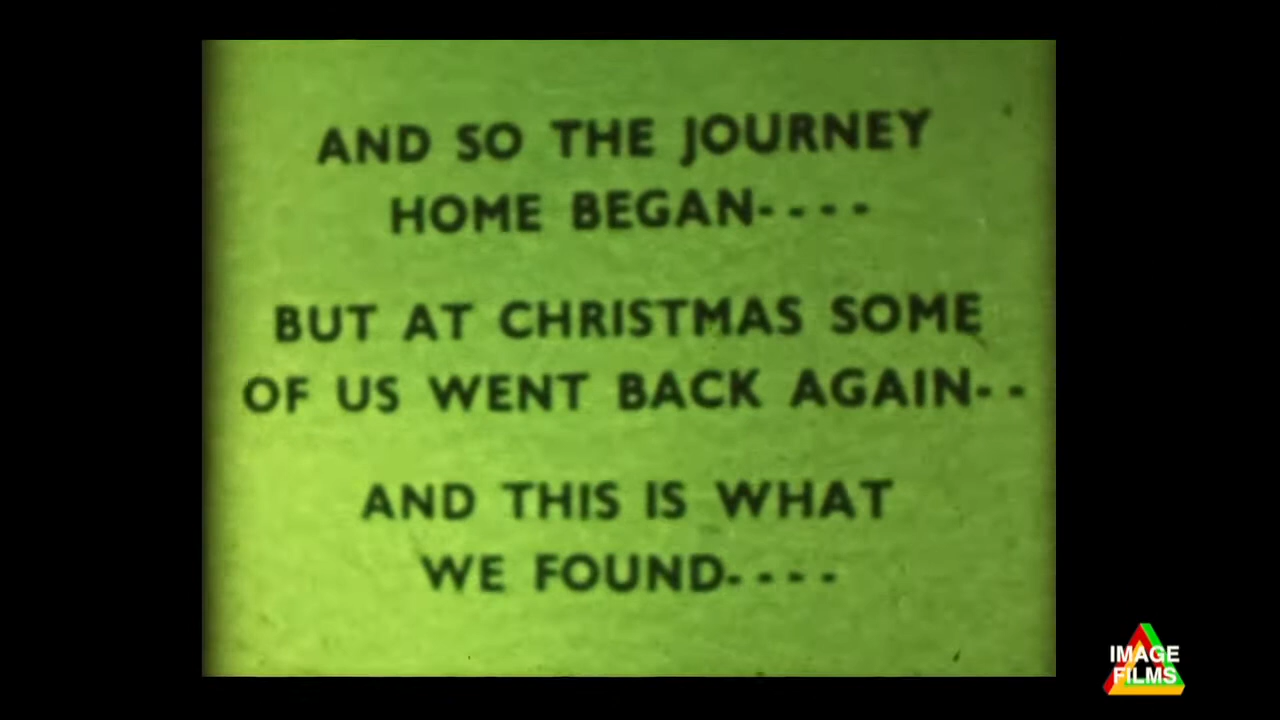 AND SO THE JOURNEY
HOME BEGAN----
BUT AT CHRISTMAS SOME
OF US WENT BACK AGAIN--
AND THIS IS WHAT
WE FOUND----
IMAGE
FILMS